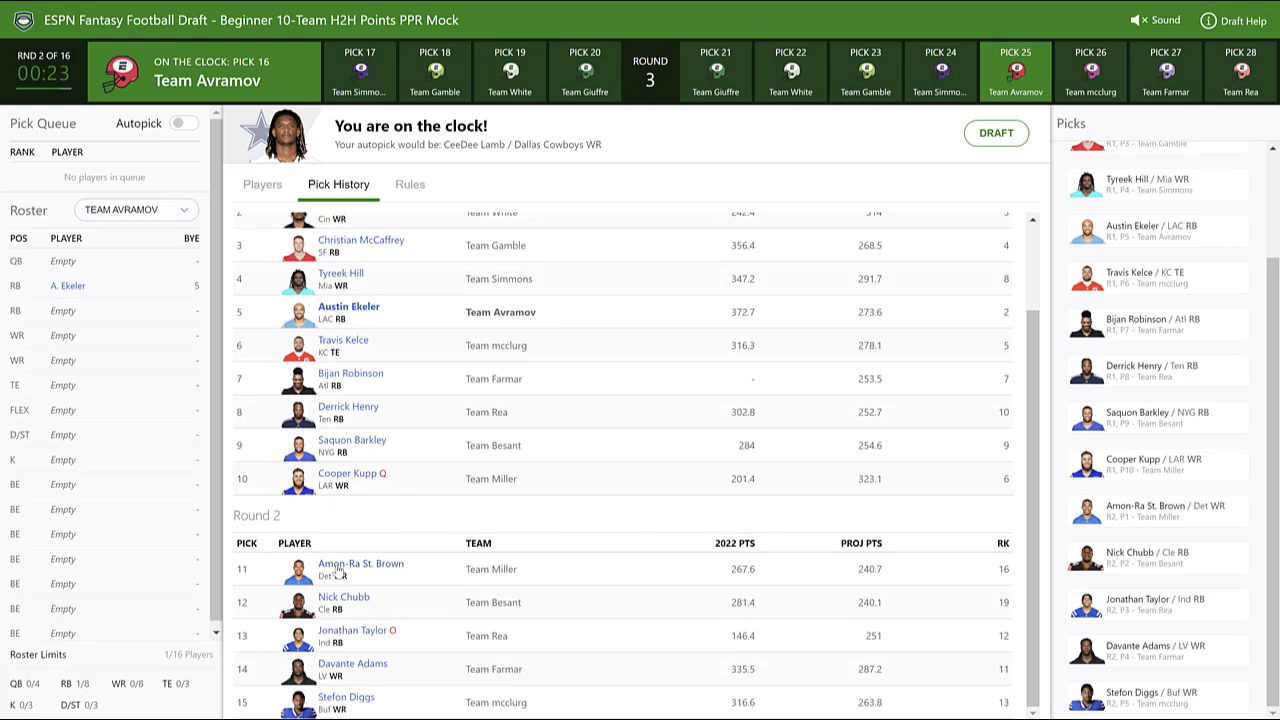 ESPN Fantasy Football Draft - Beginner 10-Team H2H Points PPR Mock
Sound
Draft Help
RND 2 OF 16
00:23
ON THE CLOCK: PICK 16
Team Avramov
PICK 17
Team Simmo...
PICK 18
Team Gamble
PICK 19
Team White
PICK 20
Team Giuffre
ROUND
3
PICK 21
Team Giuffre
PICK 22
Team White
PICK 23
Team Gamble
PICK 24
Team Simmo...
PICK 25
Team Avramov
PICK 26
Team mcclurg
PICK 27
Team Farmar
PICK 28
Team Rea
Pick Queue
Autopick
RANK PLAYER
No players in queue
Roster
TEAM AVRAMOV
POS PLAYER BYE
QB Empty -
RB A. Ekeler 5
RB Empty -
WR Empty -
WR Empty -
TE Empty -
FLEX Empty -
D/ST Empty -
K Empty -
BE Empty -
BE Empty -
BE Empty -
BE Empty -
BE Empty -
BE Empty -
BE Empty -
Roster Limits 1/16 Players
QB 0/4 RB 1/8 WR 0/8 TE 0/3
K 0/3 D/ST 0/3
You are on the clock!
Your autopick would be: CeeDee Lamb / Dallas Cowboys WR
DRAFT
Players Pick History Rules
Cin WR Team White 242.4 314 3
3 Christian McCaffrey
SF RB
Team Gamble 356.4 268.5 4
4 Tyreek Hill
Mia WR
Team Simmons 347.2 291.7 8
5 Austin Ekeler
LAC RB
Team Avramov 372.7 273.6 2
6 Travis Kelce
KC TE
Team mcclurg 316.3 278.1 5
7 Bijan Robinson
Atl RB
Team Farmar - 253.5 7
8 Derrick Henry
Ten RB
Team Rea 302.8 252.7 10
9 Saquon Barkley
NYG RB
Team Besant 284 254.6 9
10 Cooper Kupp Q
LAR WR
Team Miller 201.4 323.1 6
Round 2
PICK PLAYER TEAM 2022 PTS PROJ PTS RK
11 Amon-Ra St. Brown
Det
Team Miller 267.6 240.7 16
12 Nick Chubb
Cle RB
Team Besant 281.4 240.1 19
13 Jonathan Taylor O
Ind RB
Team Rea 146.4 251 12
14 Davante Adams
LV WR
Team Farmar 335.5 287.2 11
15 Stefon Diggs
Buf WR
Team mcclurg 316.6 263.8 13
Picks
R1, P3 - Team Gamble
Tyreek Hill / Mia WR
R1, P4 - Team Simmons
Austin Ekeler / LAC RB
R1, P5 - Team Avramov
Travis Kelce / KC TE
R1, P6 - Team mcclurg
Bijan Robinson / Atl RB
R1, P7 - Team Farmar
Derrick Henry / Ten RB
R1, P8 - Team Rea
Saquon Barkley / NYG RB
R1, P9 - Team Besant
Cooper Kupp / LAR WR
R1, P10 - Team Miller
Amon-Ra St. Brown / Det WR
R2, P1 - Team Miller
Nick Chubb / Cle RB
R2, P2 - Team Besant
Jonathan Taylor / Ind RB
R2, P3 - Team Rea
Davante Adams / LV WR
R2, P4 - Team Farmar
Stefon Diggs / Buf WR
R2, P5 - Team mcclurg